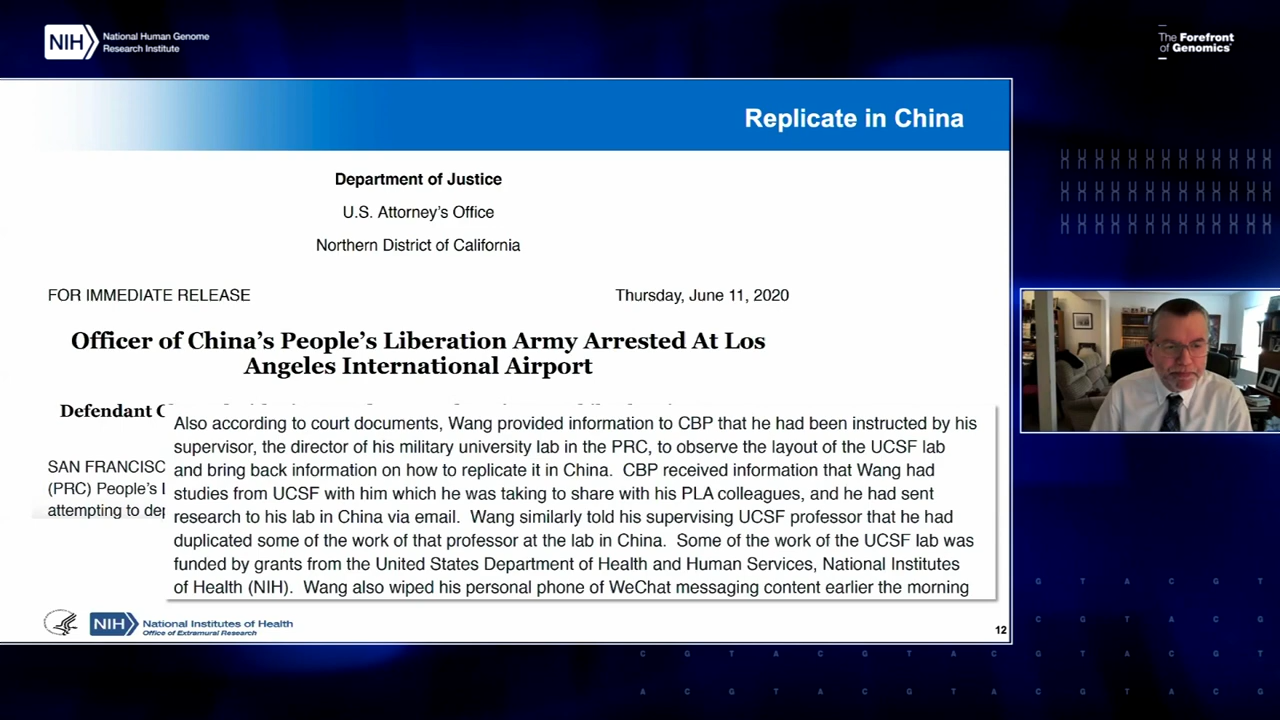 NIH
National Human Genome
Research Institute
The Forefront
of Genomics®
Replicate in China
Department of Justice
U.S. Attorney's Office
Northern District of California
FOR IMMEDIATE RELEASE
Thursday, June 11, 2020
Officer of China's People's Liberation Army Arrested At Los
Angeles International Airport
Defendant
Also according to court documents, Wang provided information to CBP that he had been instructed by his
supervisor, the director of his military university lab in the PRC, to observe the layout of the UCSF lab
and bring back information on how to replicate it in China. CBP received information that Wang had
studies from UCSF with him which he was taking to share with his PLA colleagues, and he had sent
research to his lab in China via email. Wang similarly told his supervising UCSF professor that he had
duplicated some of the work of that professor at the lab in China. Some of the work of the UCSF lab was
funded by grants from the United States Department of Health and Human Services, National Institutes
of Health (NIH). Wang also wiped his personal phone of WeChat messaging content earlier the morning
SAN FRANCISC
(PRC) People's
attempting to
NIH
National Institutes of Health
Office of Extramural Research
12
G T A C G T
C G T A C G T
C G T A C G T A C G T A C G T
A C G T A C G T A C G T A C G